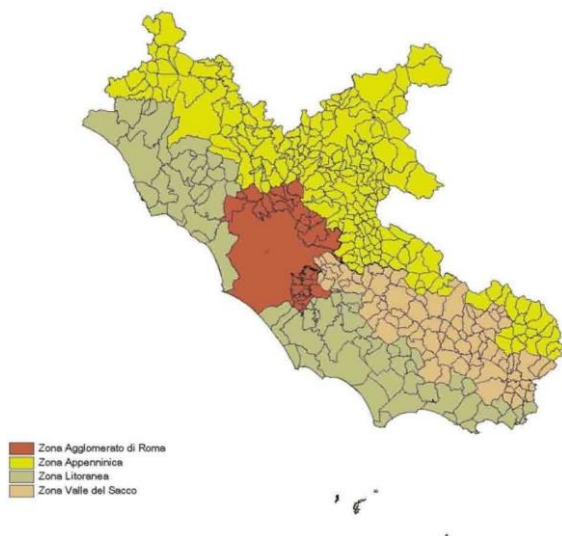 Zona Agglomerato di Roma
Zona Appenninica
Zona Litoranea
Zona Valle del Sacco